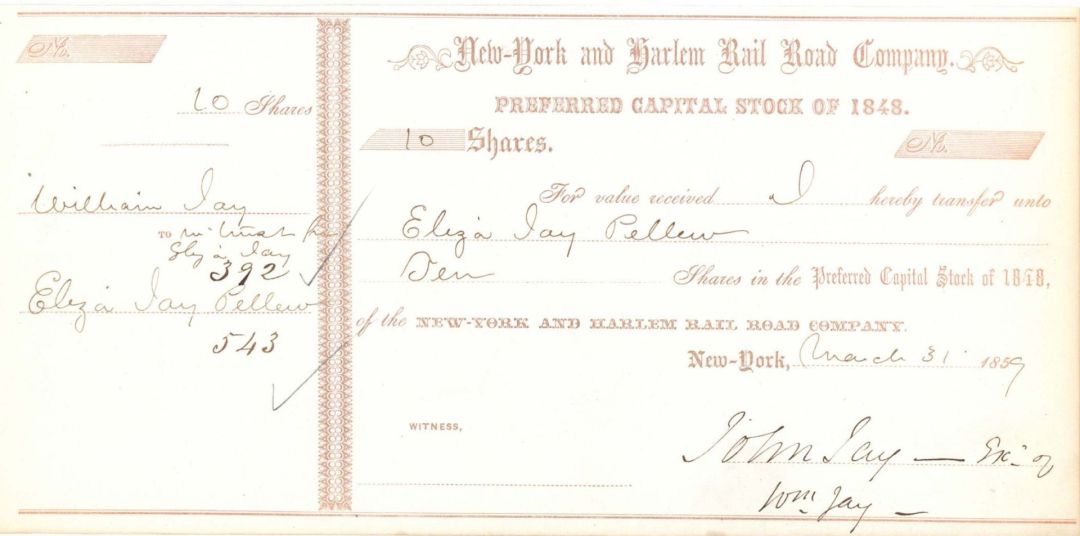 No.
10 Shares
William Jay
TO in trust for
Eliza Jay
392
Eliza Jay Pellew
543
New-York and Harlem Rail Road Company.
PREFERRED CAPITAL STOCK OF 1848.
10 Shares.
No.
For value received I hereby transfer unto
Eliza Jay Pellew
Ten Shares in the Preferred Capital Stock of 1848,
of the NEW-YORK AND HARLEM RAIL ROAD COMPANY.
New-York, March 31 1859
WITNESS,
John Jay — Exr of
Wm Jay —